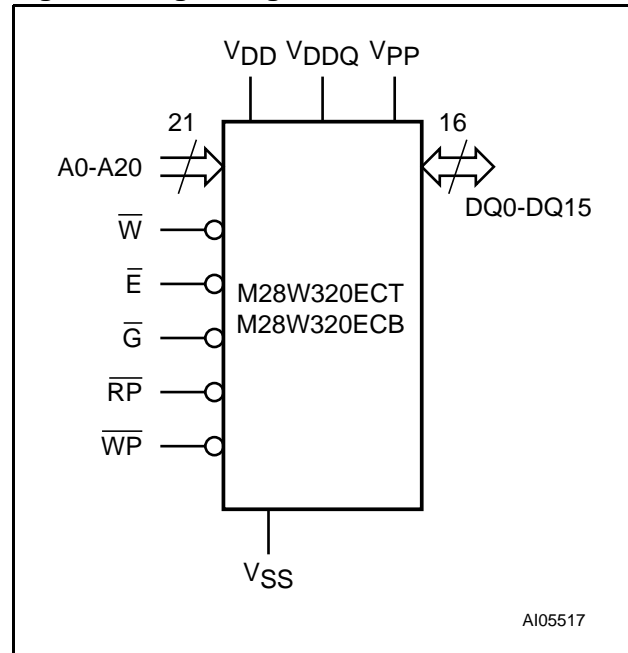 VDD VDDQ VPP
21
16
A0-A20
DQ0-DQ15
W
E
M28W320ECT
M28W320ECB
G
RP
WP
VSS
AI05517